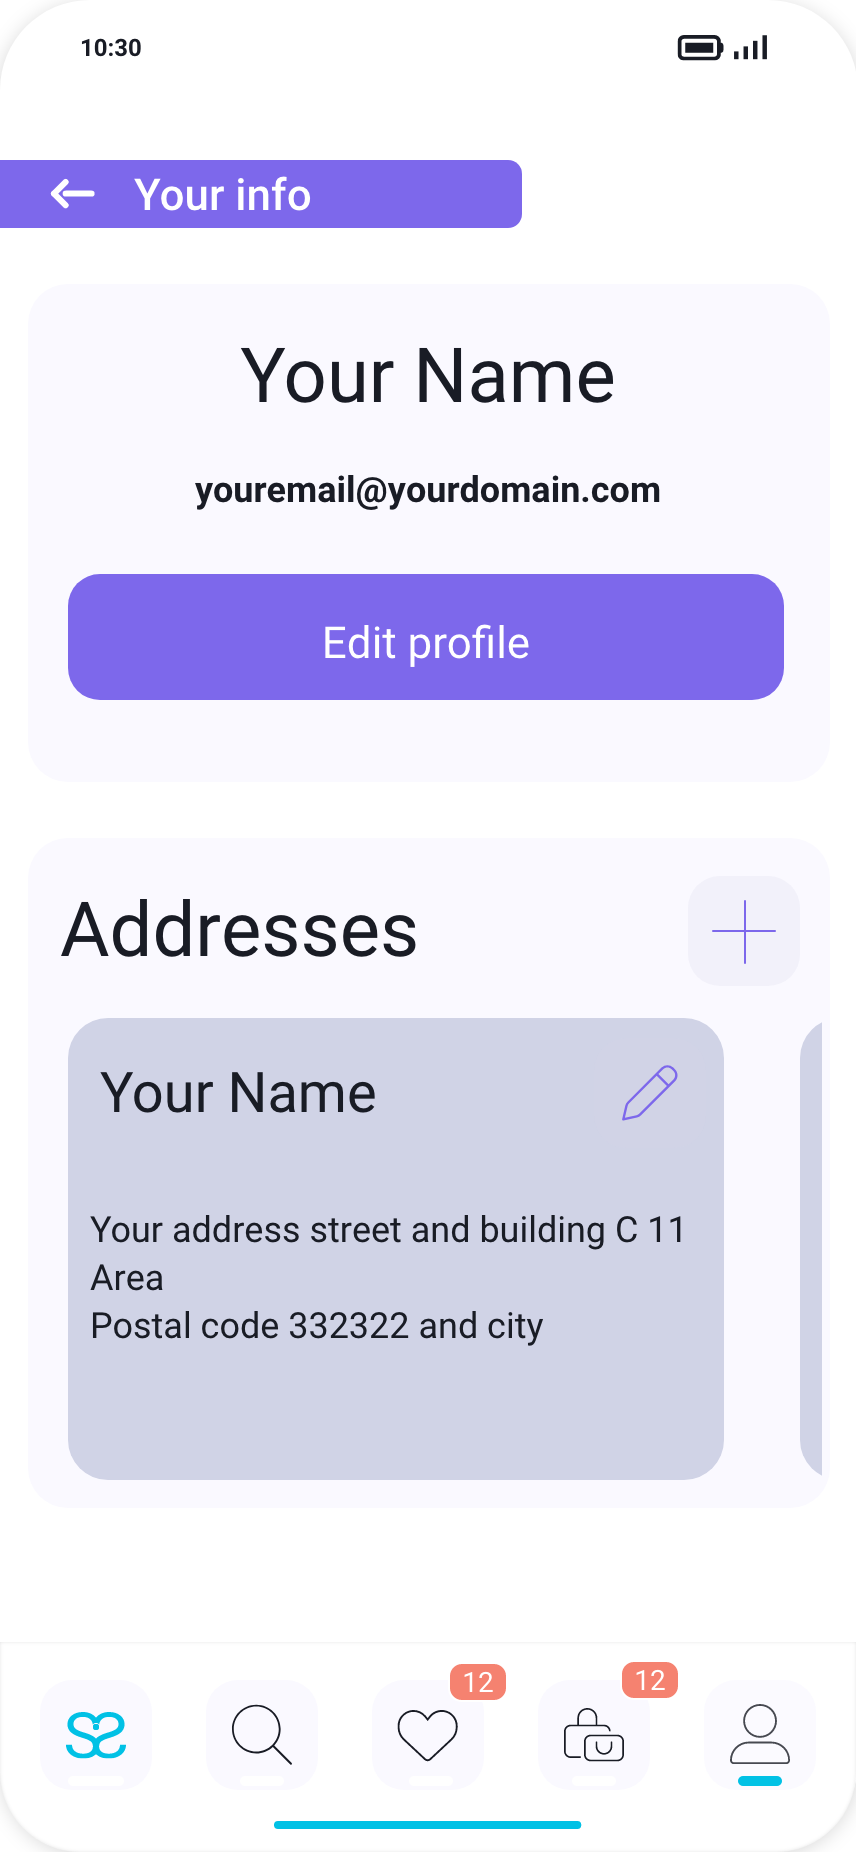 10:30
Your info
Your Name
youremail@yourdomain.com
Edit profile
Addresses
Your Name
Your address street and building C 11
Area
Postal code 332322 and city
12
12